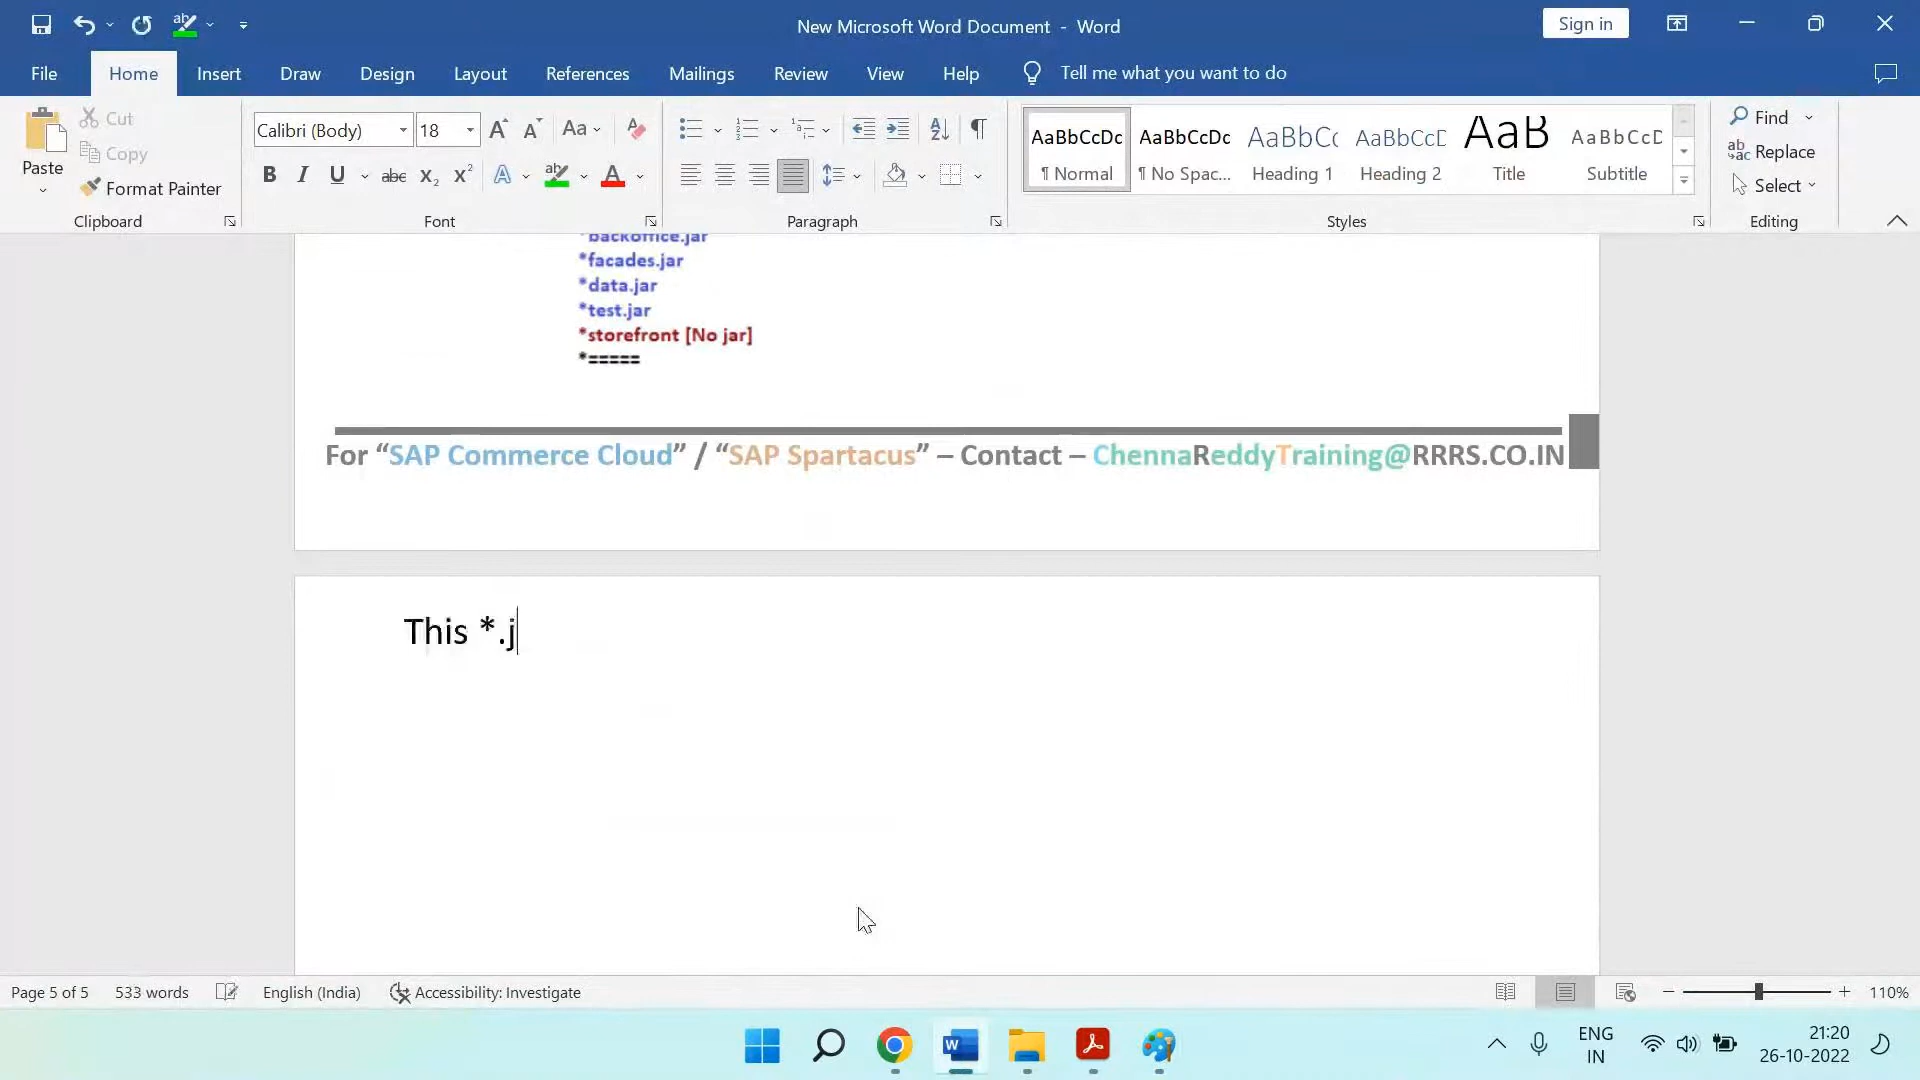 New Microsoft Word Document - Word
Sign in
File Home Insert Draw Design Layout References Mailings Review View Help Tell me what you want to do
Paste
Cut
Copy
Format Painter
Clipboard
Calibri (Body) 18
Font
Paragraph
AaBbCcDc
¶ Normal
AaBbCcDc
¶ No Spac...
AaBbCc
Heading 1
AaBbCcD
Heading 2
AaB
Title
AaBbCcD
Subtitle
Styles
Find
Replace
Select
Editing
*backoffice.jar
*facades.jar
*data.jar
*test.jar
*storefront [No jar]
*=====
For “SAP Commerce Cloud” / “SAP Spartacus” – Contact – ChennaReddyTraining@RRRS.CO.IN
This *.j
Page 5 of 5 533 words English (India) Accessibility: Investigate 110%
ENG
IN
21:20
26-10-2022